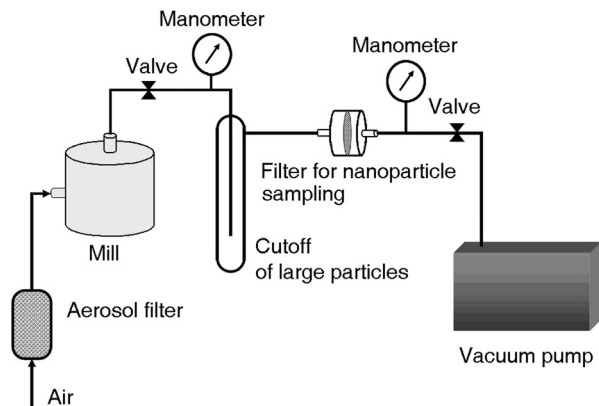 Manometer
Manometer
Valve
Valve
Filter for nanoparticle
sampling
Mill
Cutoff
of large particles
Aerosol filter
Vacuum pump
Air